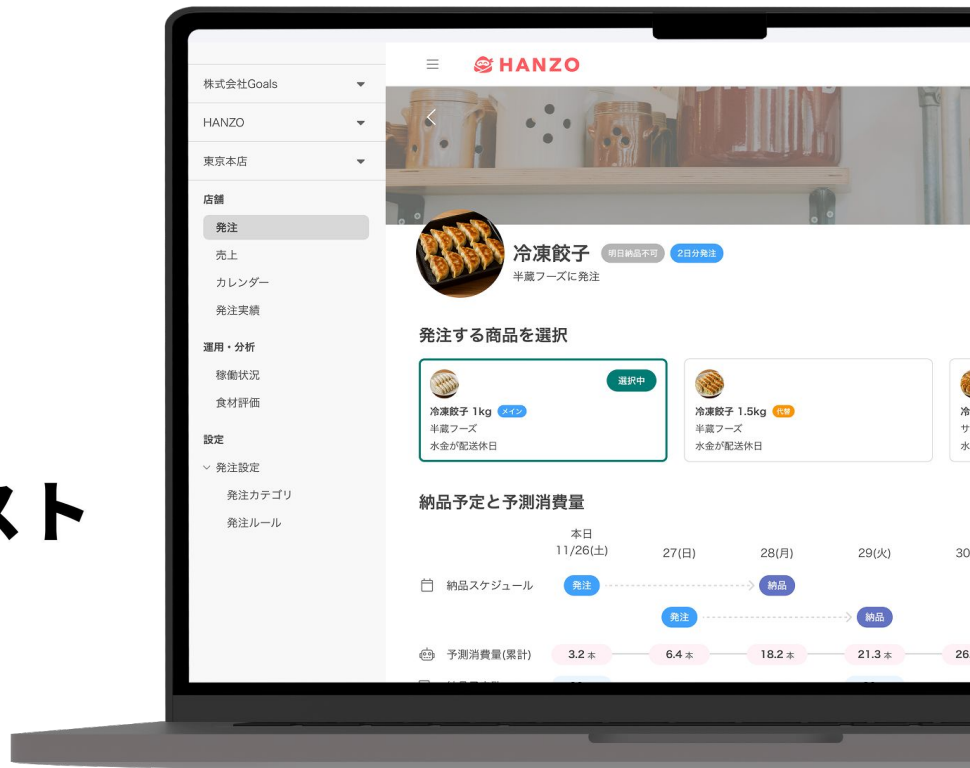 スト
株式会社Goals
HANZO
東京本店
店舗
発注
売上
カレンダー
発注実績
運用・分析
稼働状況
食材評価
設定
発注設定
発注カテゴリ
発注ルール
HANZO
冷凍餃子 明日納品不可 2日分発注
半蔵フーズに発注
発注する商品を選択
選択中
冷凍餃子 1kg メイン
半蔵フーズ
水金が配送休日
冷凍餃子 1.5kg 代替
半蔵フーズ
水金が配送休日
冷
サ
水
納品予定と予測消費量
本日
11/26(土) 27(日) 28(月) 29(火) 30
納品スケジュール 発注 納品
発注 納品
予測消費量(累計) 3.2 本 6.4 本 18.2 本 21.3 本 26.